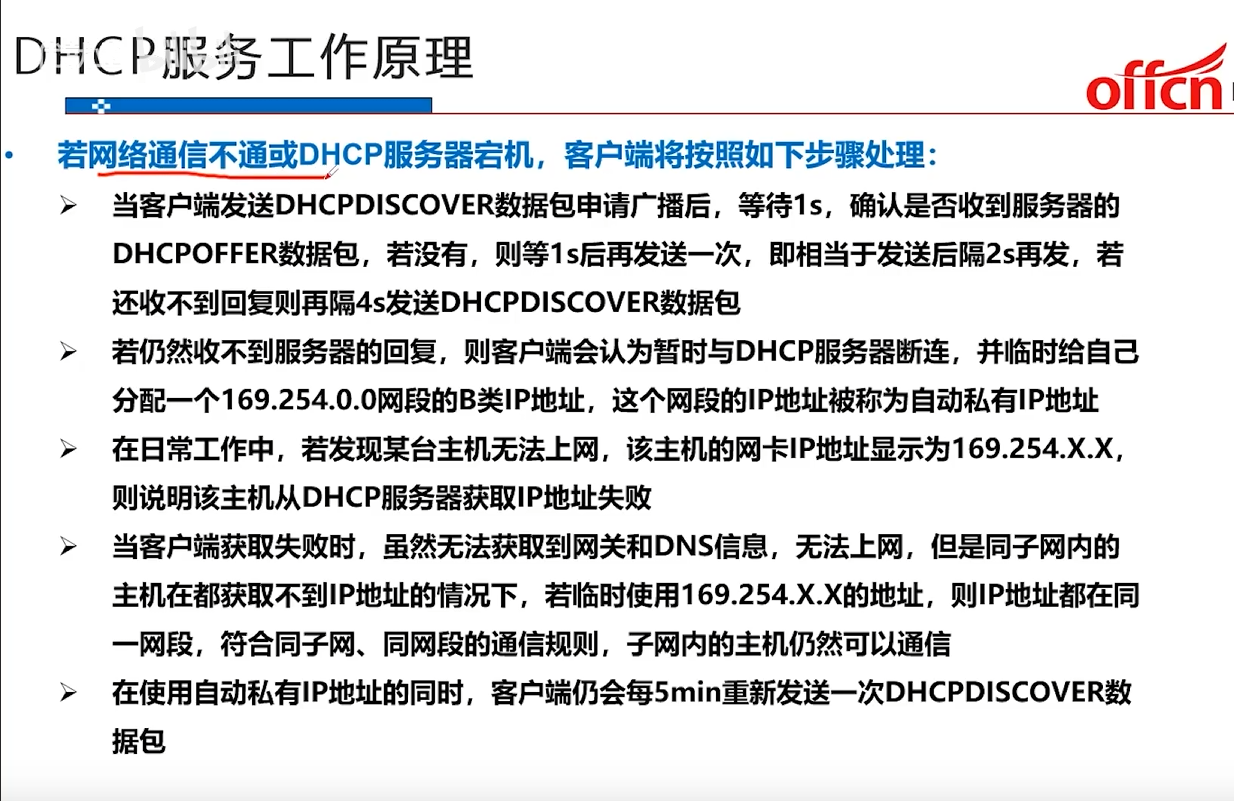 DHCP服务工作原理
offcn
若网络通信不通或DHCP服务器宕机，客户端将按照如下步骤处理：
当客户端发送DHCPDISCOVER数据包申请广播后，等待1s，确认是否收到服务器的
DHCPOFFER数据包，若没有，则等1s后再发送一次，即相当于发送后隔2s再发，若
还收不到回复则再隔4s发送DHCPDISCOVER数据包
若仍然收不到服务器的回复，则客户端会认为暂时与DHCP服务器断连，并临时给自己
分配一个169.254.0.0网段的B类IP地址，这个网段的IP地址被称为自动私有IP地址
在日常工作中，若发现某台主机无法上网，该主机的网卡IP地址显示为169.254.X.X，
则说明该主机从DHCP服务器获取IP地址失败
当客户端获取失败时，虽然无法获取到网关和DNS信息，无法上网，但是同子网内的
主机在都获取不到IP地址的情况下，若临时使用169.254.X.X的地址，则IP地址都在同
一网段，符合同子网、同网段的通信规则，子网内的主机仍然可以通信
在使用自动私有IP地址的同时，客户端仍会每5min重新发送一次DHCPDISCOVER数
据包